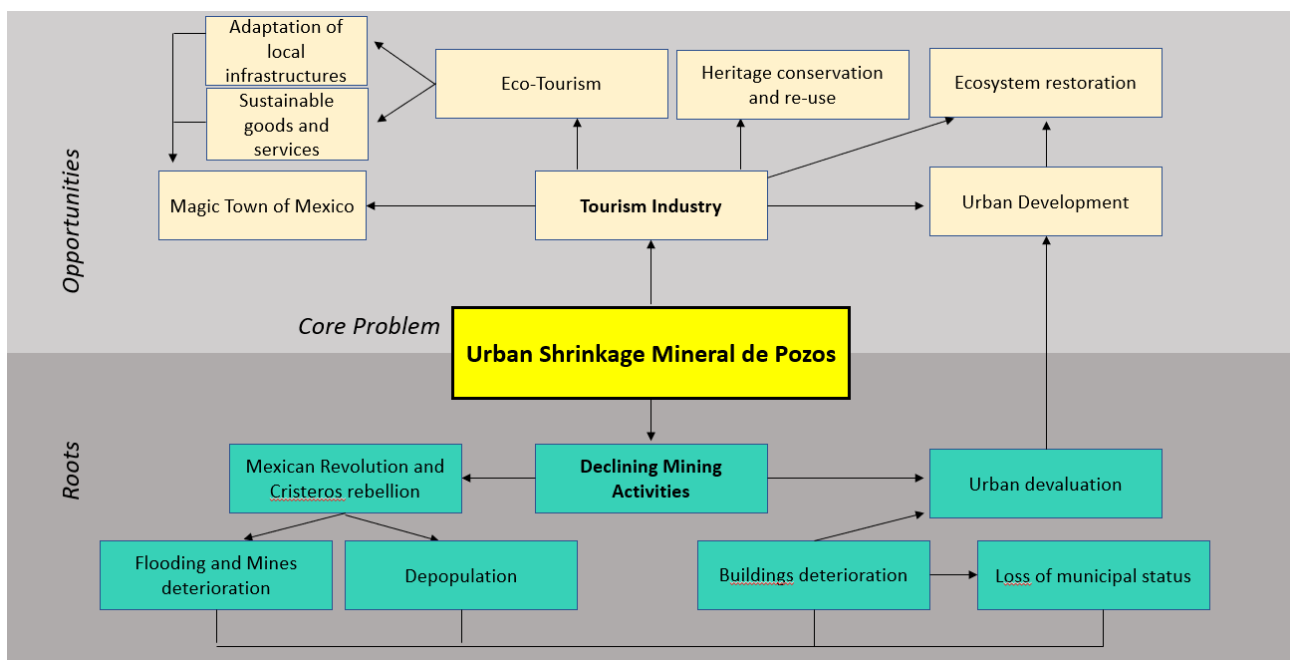 Adaptation of
local
infrastructures
Sustainable
goods and
services
Eco-Tourism
Heritage conservation
and re-use
Ecosystem restoration
Magic Town of Mexico
Tourism Industry
Urban Development
Opportunities
Core Problem
Urban Shrinkage Mineral de Pozos
Roots
Mexican Revolution and
Cristeros rebellion
Declining Mining
Activities
Urban devaluation
Flooding and Mines
deterioration
Depopulation
Buildings deterioration
Loss of municipal status